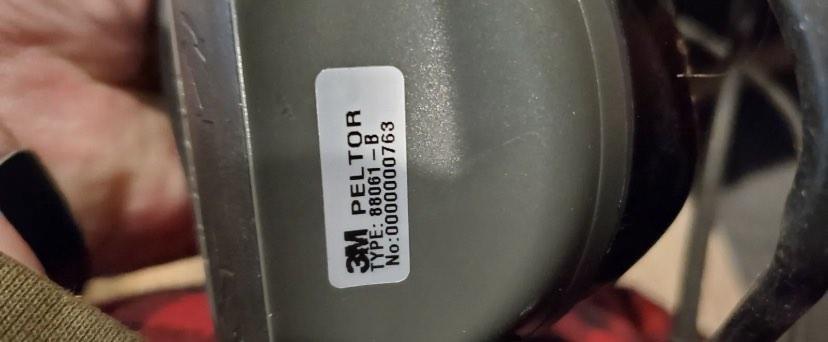 3M PELTOR
TYPE: 88061-B
No:0000000763